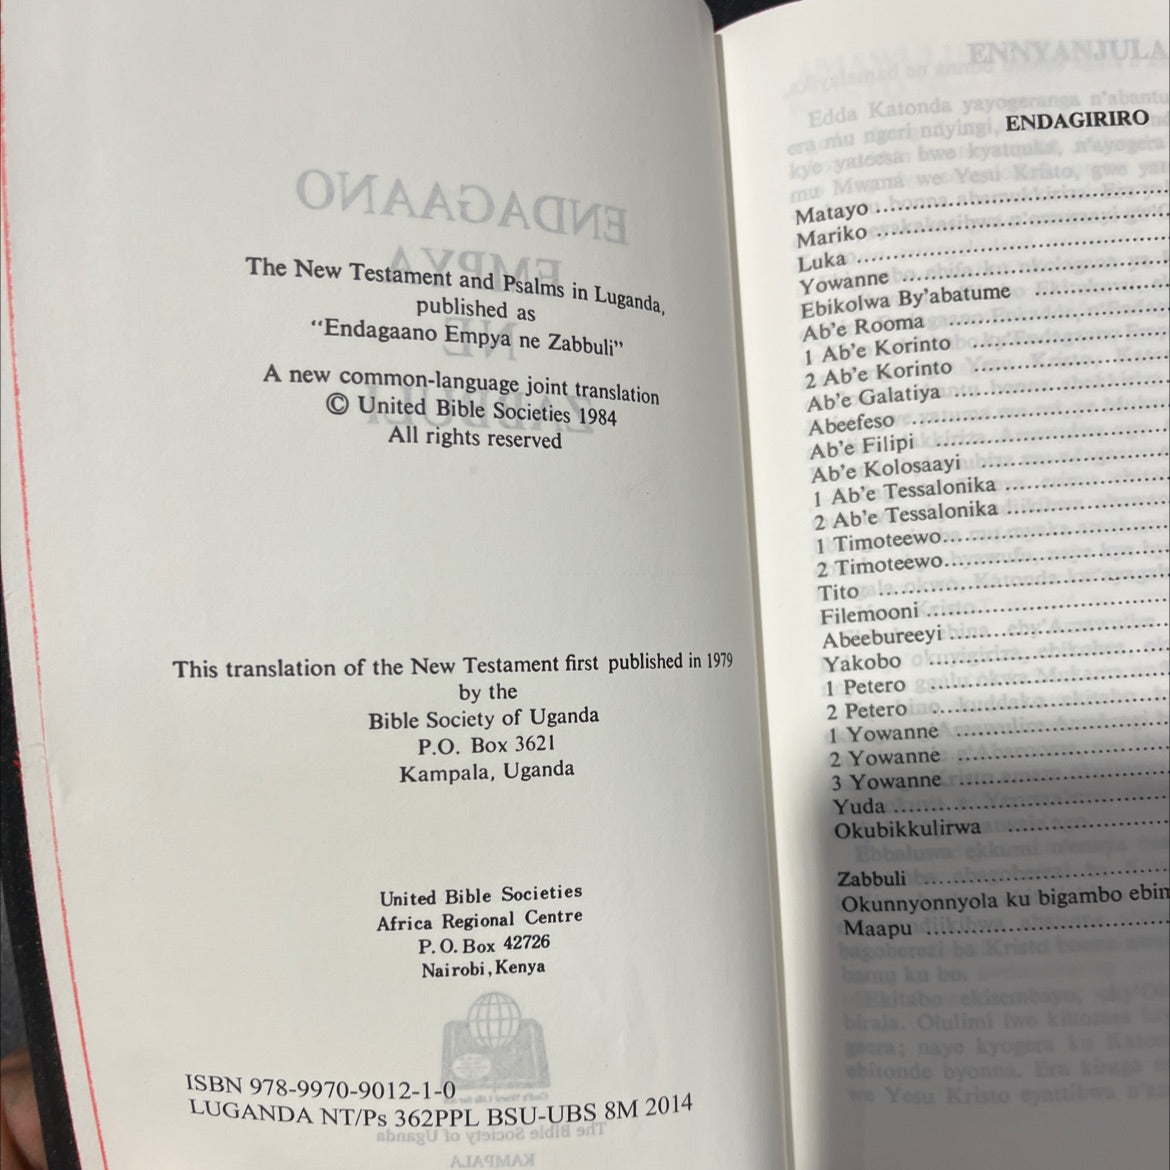 The New Testament and Psalms in Luganda,
published as
"Endagaano Empya ne Zabbuli"
A new common-language joint translation
© United Bible Societies 1984
All rights reserved
This translation of the New Testament first published in 1979
by the
Bible Society of Uganda
P.O. Box 3621
Kampala, Uganda
United Bible Societies
Africa Regional Centre
P.O. Box 42726
Nairobi, Kenya
ISBN 978-9970-9012-1-0
LUGANDA NT/Ps 362PPL BSU-UBS 8M 2014
ENDAGIRIRO
Matayo
Mariko
Luka
Yowanne
Ebikolwa By'abatume
Ab'e Rooma
1 Ab'e Korinto
2 Ab'e Korinto
Ab'e Galatiya
Abeefeso
Ab'e Filipi
Ab'e Kolosaayi
1 Ab'e Tessalonika
2 Ab'e Tessalonika
1 Timoteewo
2 Timoteewo
Tito
Filemooni
Abeebureeyi
Yakobo
1 Petero
2 Petero
1 Yowanne
2 Yowanne
3 Yowanne
Yuda
Okubikkulirwa
Zabbuli
Okunnyonnyola ku bigambo ebin
Maapu